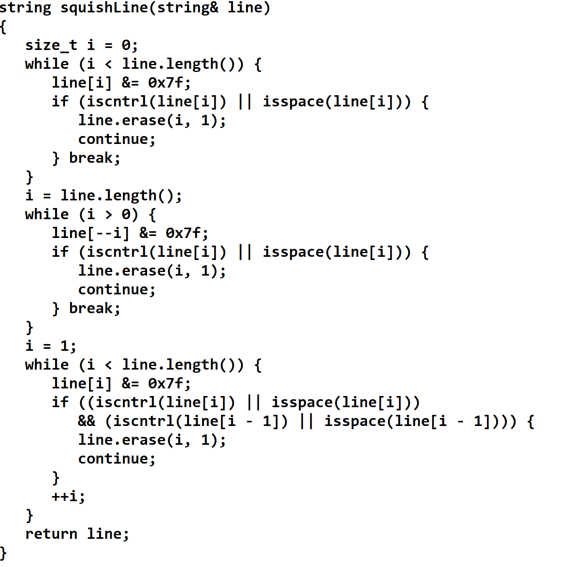 string squishLine(string& line)
{
   size_t i = 0;
   while (i < line.length()) {
      line[i] &= 0x7f;
      if (iscntrl(line[i]) || isspace(line[i])) {
         line.erase(i, 1);
         continue;
      } break;
   }
   i = line.length();
   while (i > 0) {
      line[--i] &= 0x7f;
      if (iscntrl(line[i]) || isspace(line[i])) {
         line.erase(i, 1);
         continue;
      } break;
   }
   i = 1;
   while (i < line.length()) {
      line[i] &= 0x7f;
      if ((iscntrl(line[i]) || isspace(line[i]))
         && (iscntrl(line[i - 1]) || isspace(line[i - 1]))) {
         line.erase(i, 1);
         continue;
      }
      ++i;
   }
   return line;
}